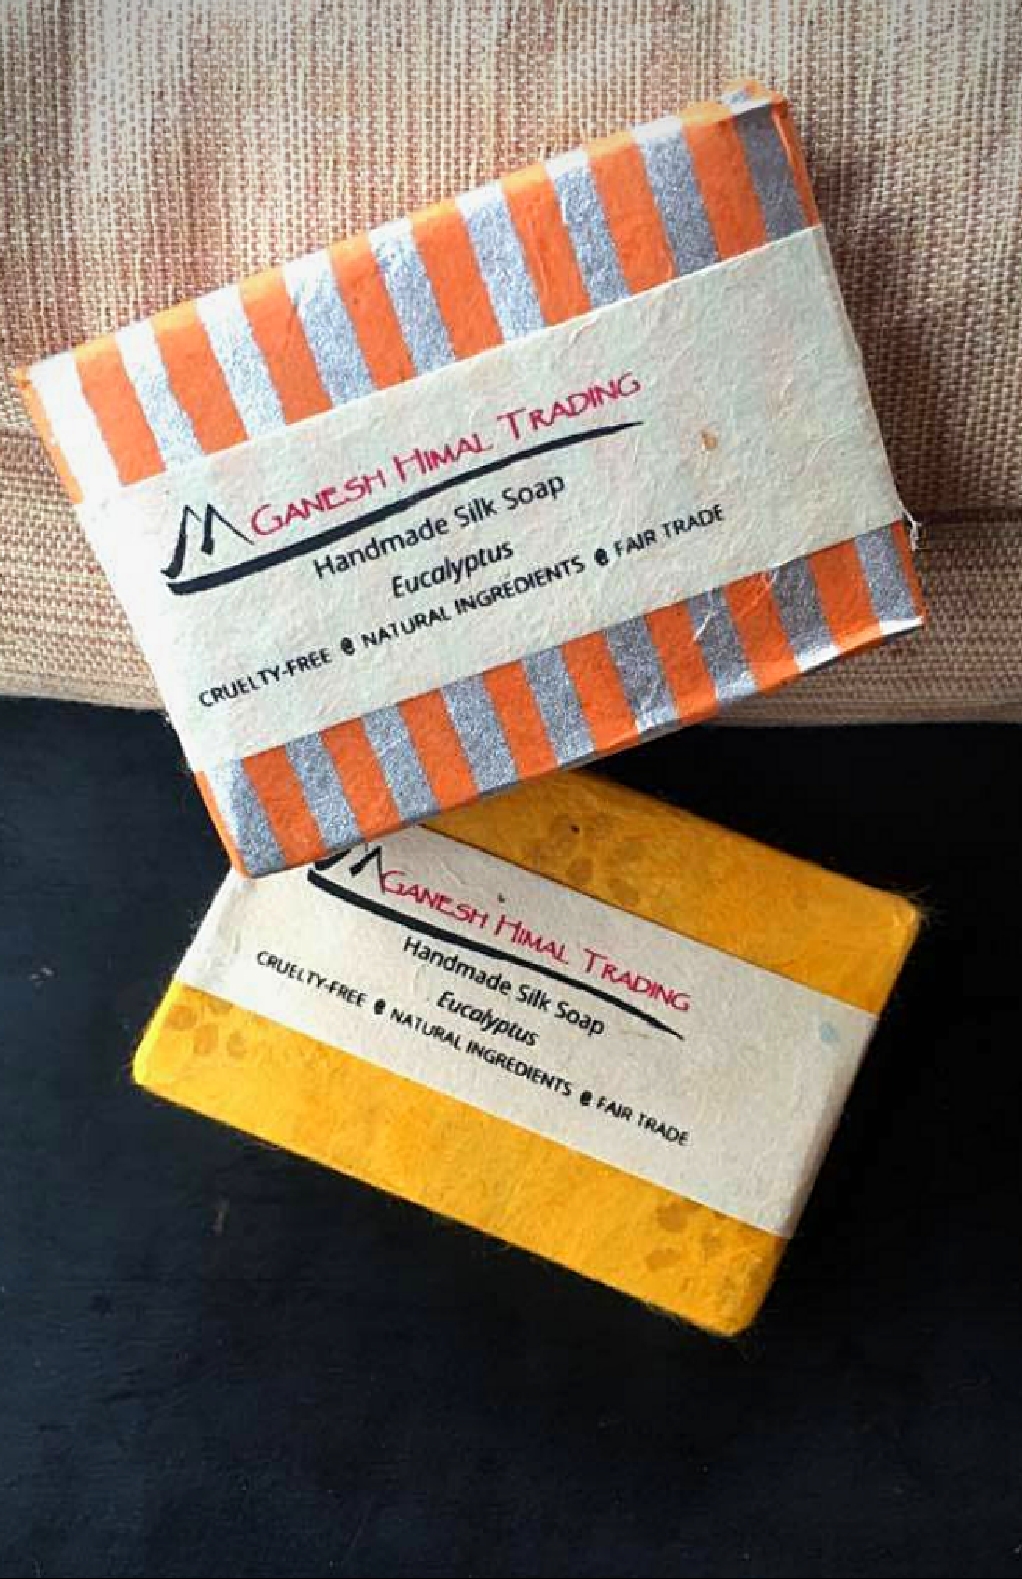 GANESH HIMAL TRADING
Handmade Silk Soap
Eucalyptus
CRUELTY-FREE @ NATURAL INGREDIENTS @ FAIR TRADE
GANESH HIMAL TRADING
Handmade Silk Soap
Eucalyptus
CRUELTY-FREE @ NATURAL INGREDIENTS @ FAIR TRADE